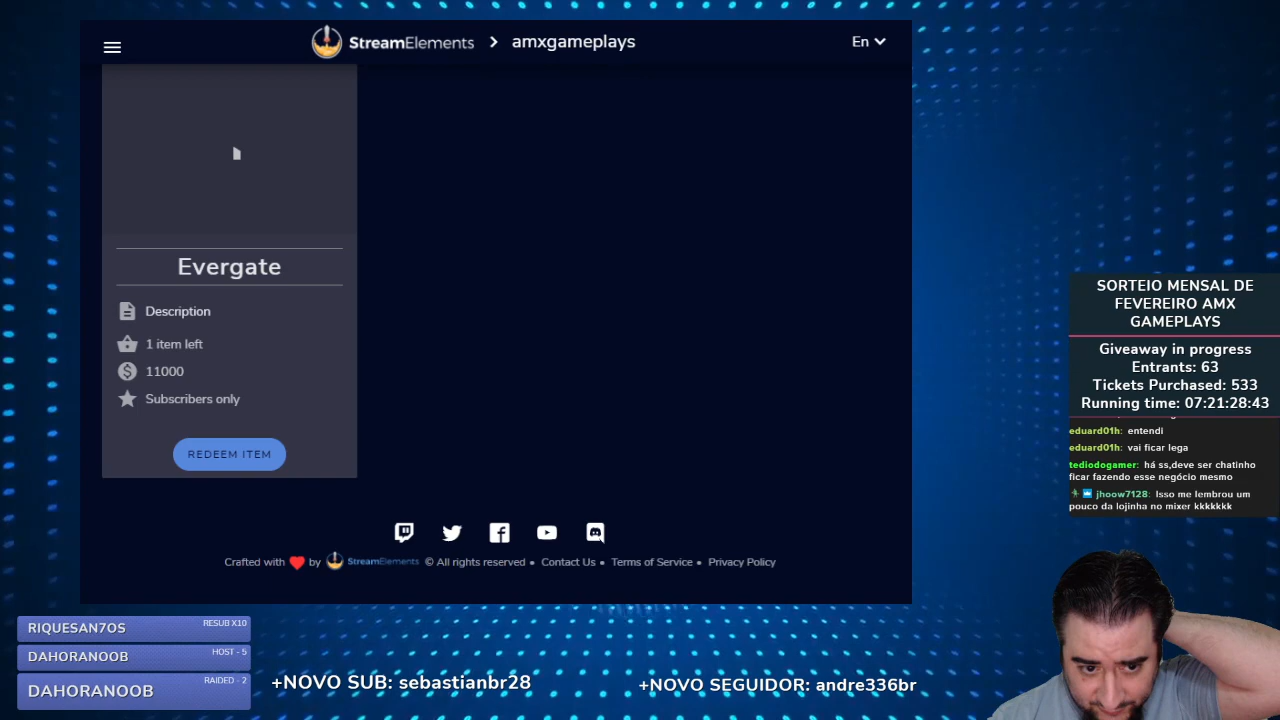 StreamElements
amxgameplays
En
Evergate
Description
1 item left
11000
Subscribers only
REDEEM ITEM
Crafted with by StreamElements © All rights reserved • Contact Us • Terms of Service • Privacy Policy
SORTEIO MENSAL DE
FEVEREIRO AMX
GAMEPLAYS
Giveaway in progress
Entrants: 63
Tickets Purchased: 533
Running time: 07:21:28:43
eduard01h: entendi
eduard01h: vai ficar lega
tediodogamer: há ss,deve ser chatinho
ficar fazendo esse negócio mesmo
jhoow7128: Isso me lembrou um
pouco da lojinha no mixer kkkkkkk
RIQUESAN7OS RESUB X10
DAHORANOOB HOST - 5
DAHORANOOB RAIDED - 2
+NOVO SUB: sebastianbr28
+NOVO SEGUIDOR: andre336br